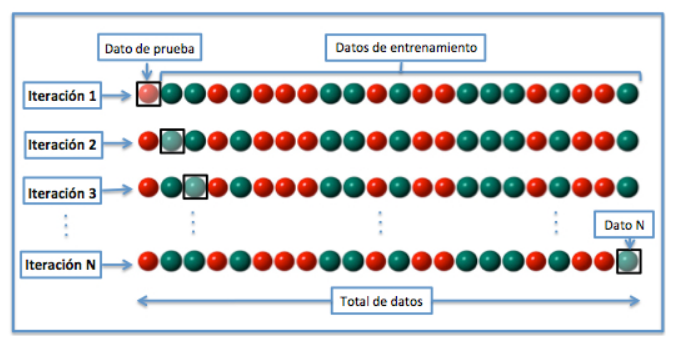 Dato de prueba
Datos de entrenamiento
Iteración 1
Iteración 2
Iteración 3
Dato N
Iteración N
Total de datos